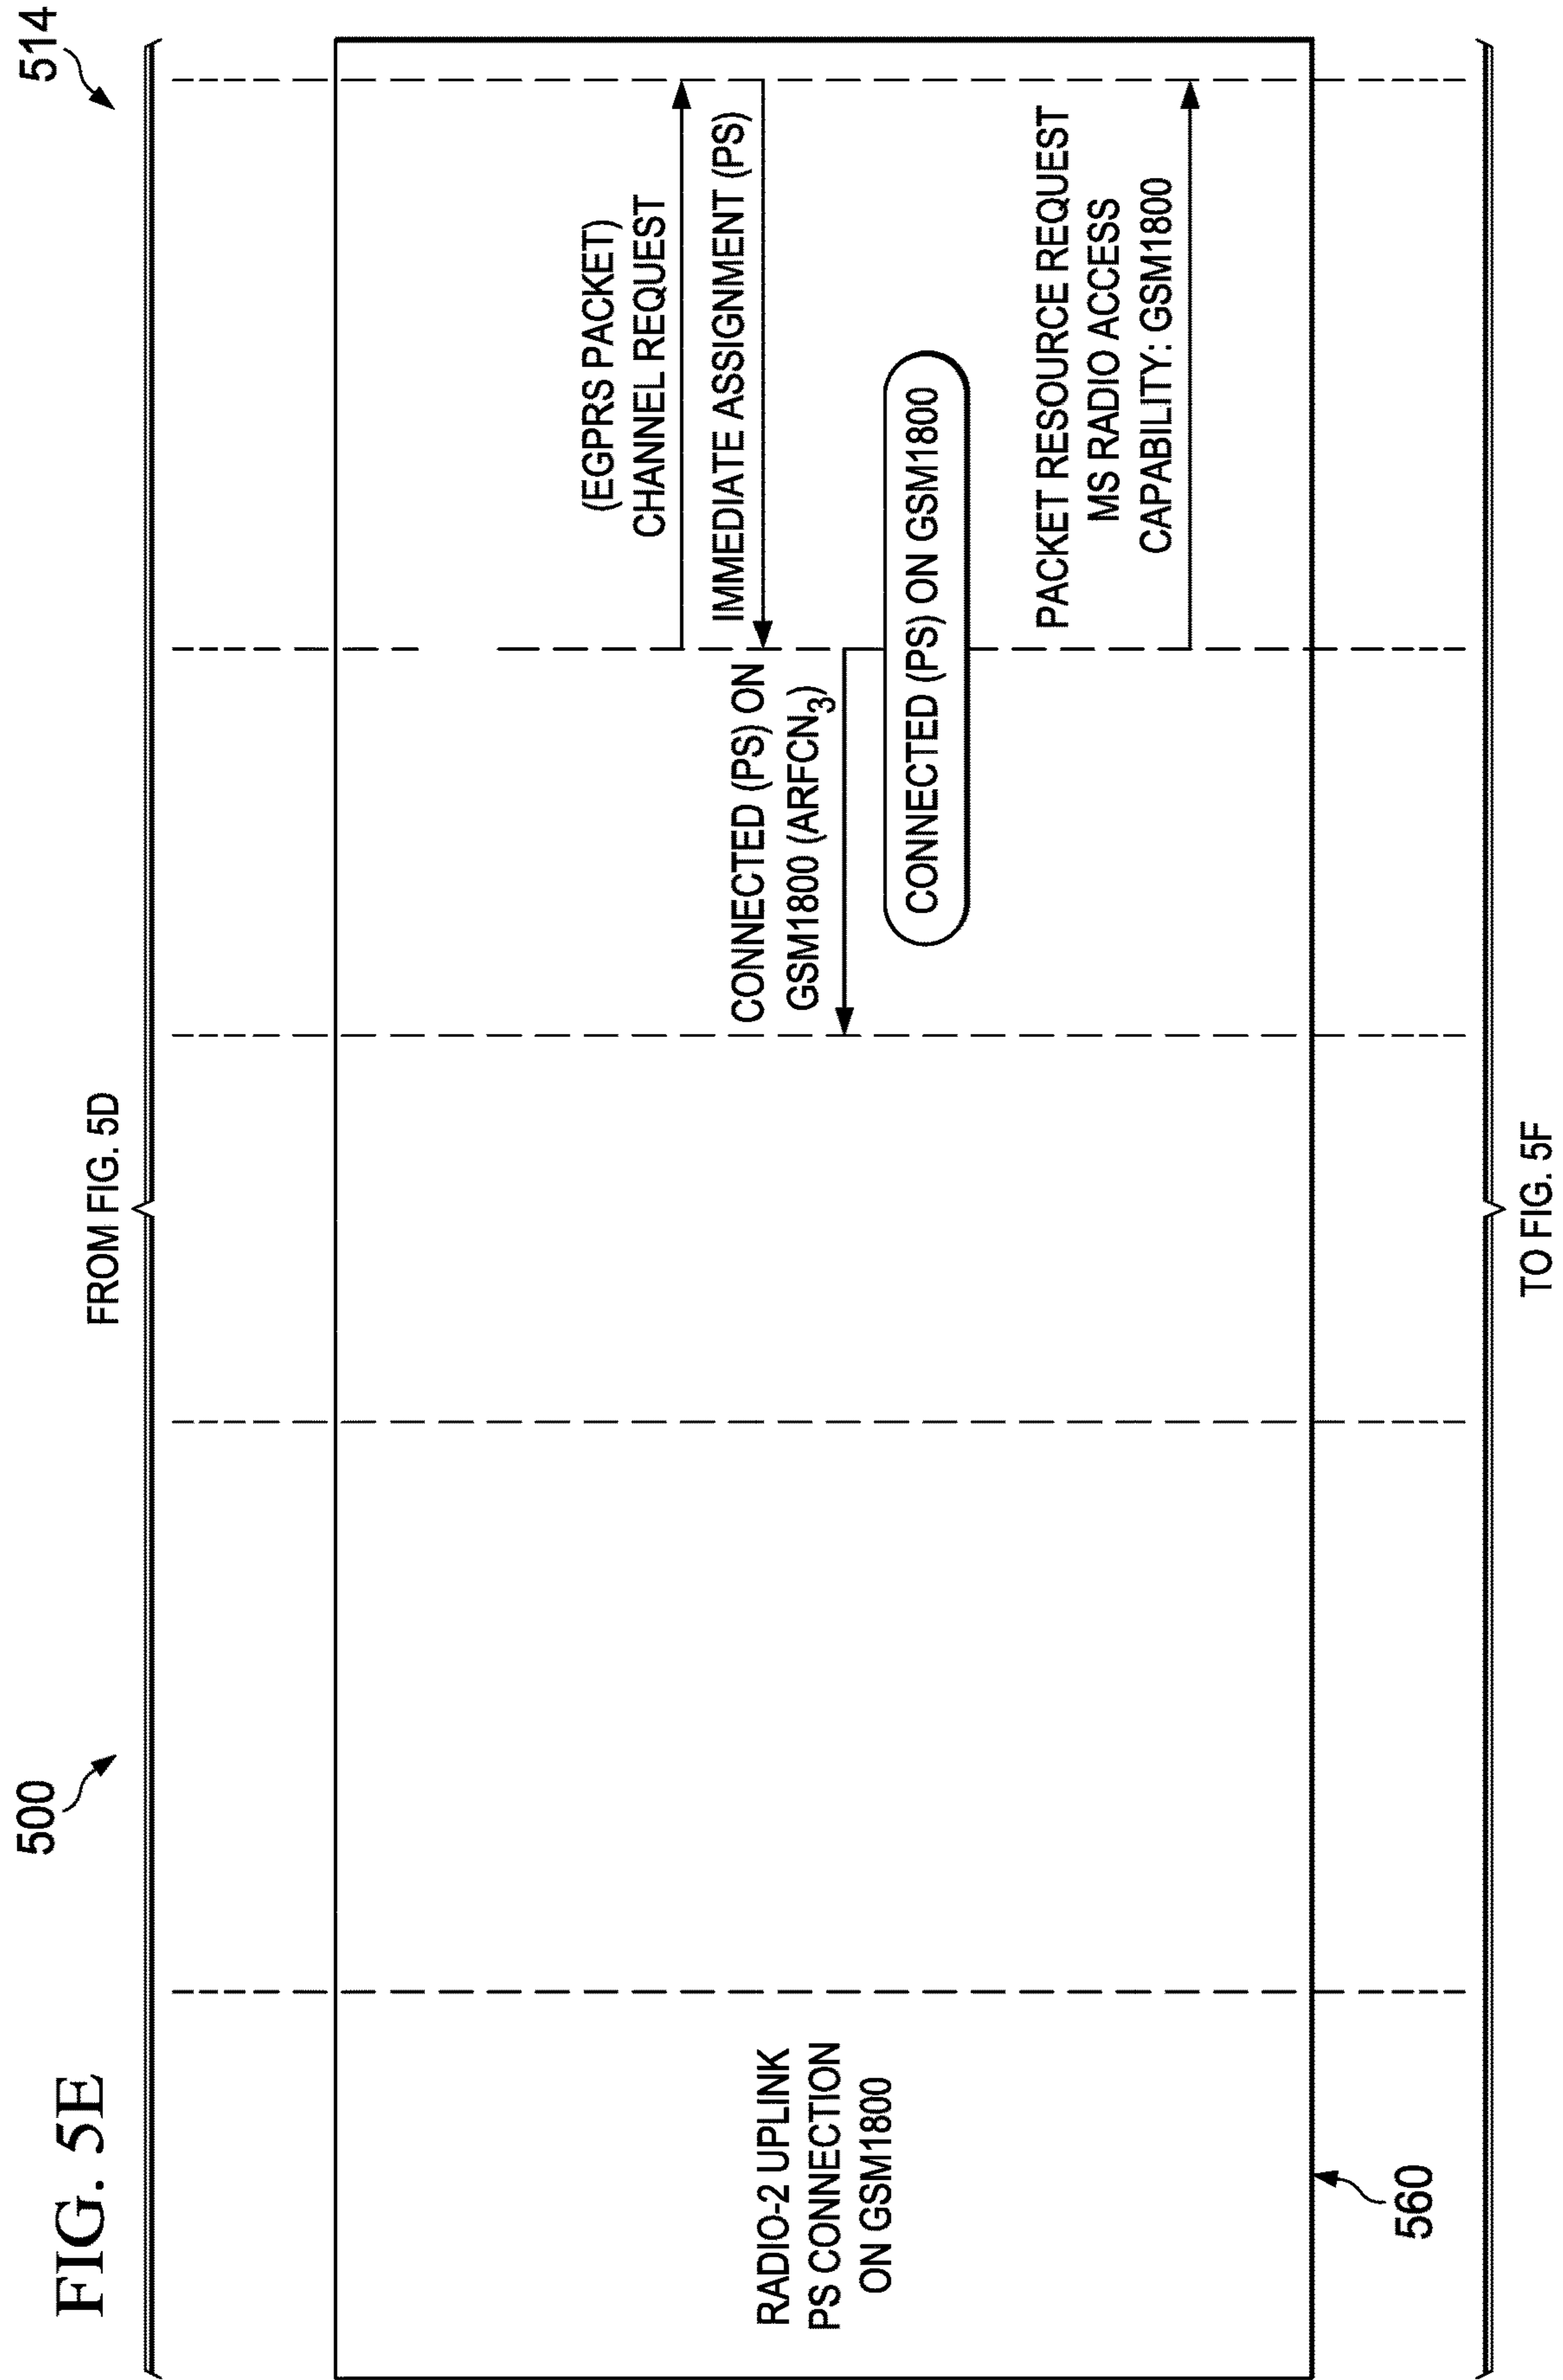 FIG. 5E
500
514
FROM FIG. 5D
RADIO-2 UPLINK
PS CONNECTION
ON GSM1800
(EGPRS PACKET)
CHANNEL REQUEST
IMMEDIATE ASSIGNMENT (PS)
CONNECTED (PS) ON
GSM1800 (ARFCN₃)
CONNECTED (PS) ON GSM1800
PACKET RESOURCE REQUEST
MS RADIO ACCESS
CAPABILITY: GSM1800
560
TO FIG. 5F